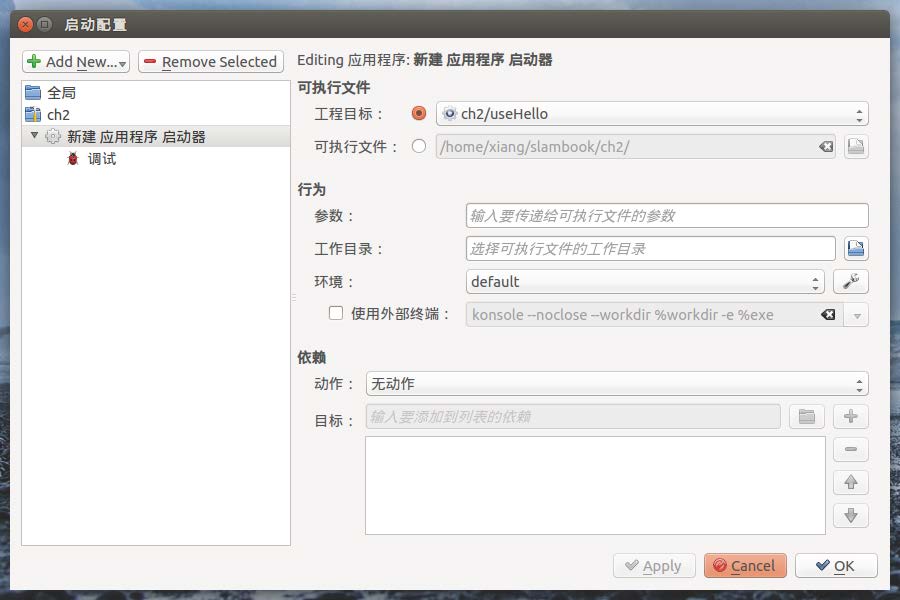 启动配置
Add New...
Remove Selected
Editing 应用程序: 新建 应用程序 启动器
全局
ch2
新建 应用程序 启动器
调试
可执行文件
工程目标：
ch2/useHello
可执行文件：
/home/xiang/slambook/ch2/
行为
参数：
输入要传递给可执行文件的参数
工作目录：
选择可执行文件的工作目录
环境：
default
使用外部终端：
konsole --noclose --workdir %workdir -e %exe
依赖
动作：
无动作
目标：
输入要添加到列表的依赖
Apply
Cancel
OK